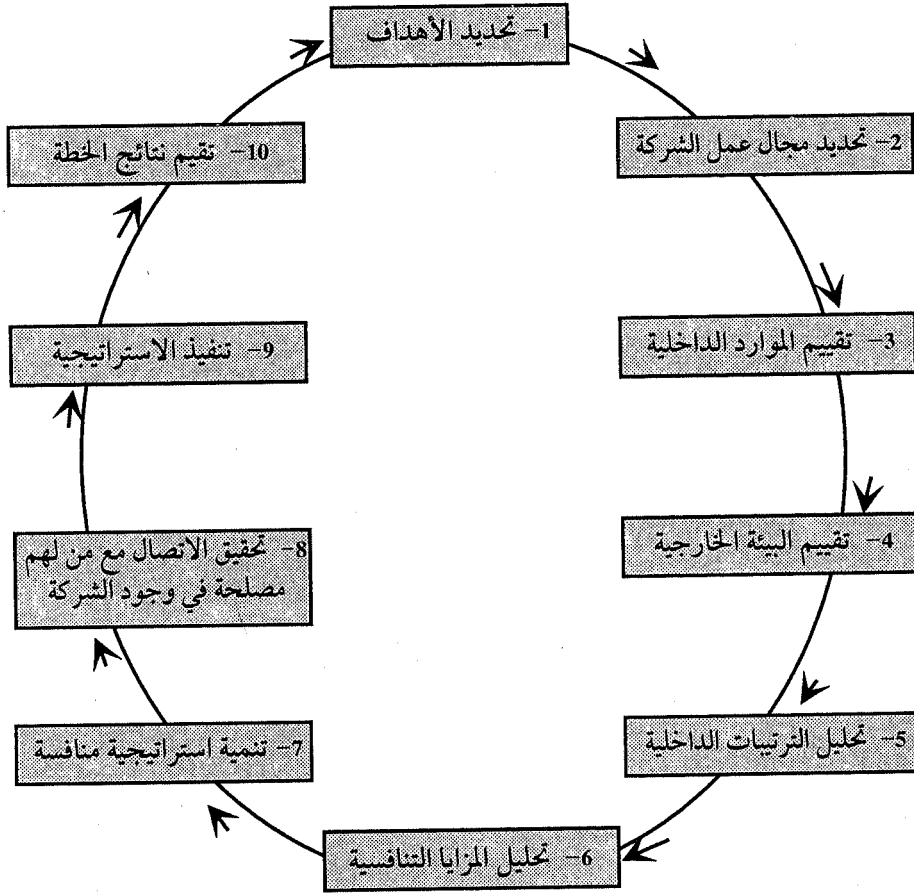 1- تحديد الأهداف
2- تحديد مجال عمل الشركة
3- تقييم الموارد الداخلية
4- تقييم البيئة الخارجية
5- تحليل الترتيبات الداخلية
6- تحليل المزايا التنافسية
7- تنمية استراتيجية منافسة
8- تحقيق الاتصال مع من لهم
مصلحة في وجود الشركة
9- تنفيذ الاستراتيجية
10- تقيم نتائج الخطة